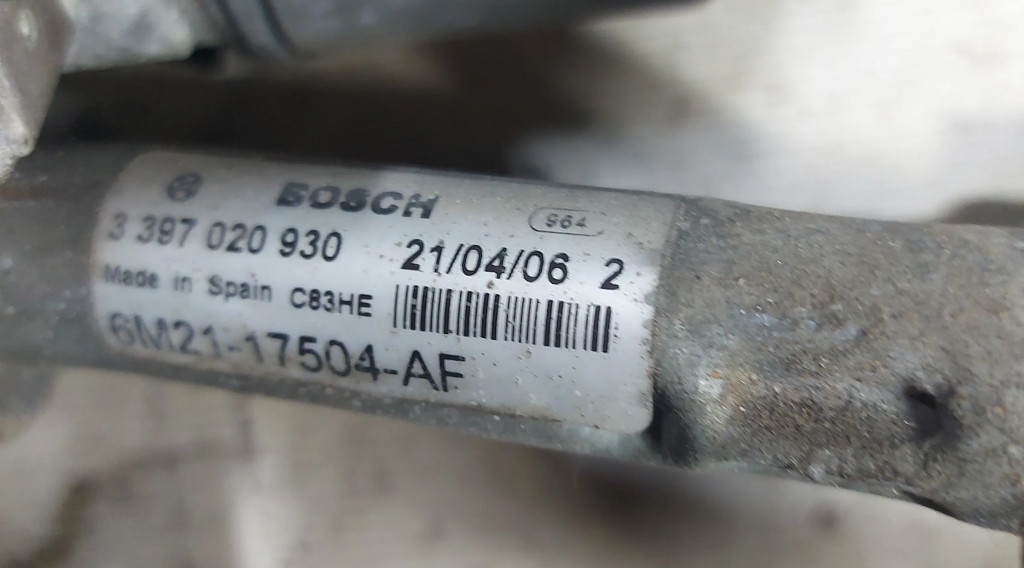 BOSCH 964
3 397 020 930 21/04/06 2
Made in Spain C83HE
6M21-17504-AF